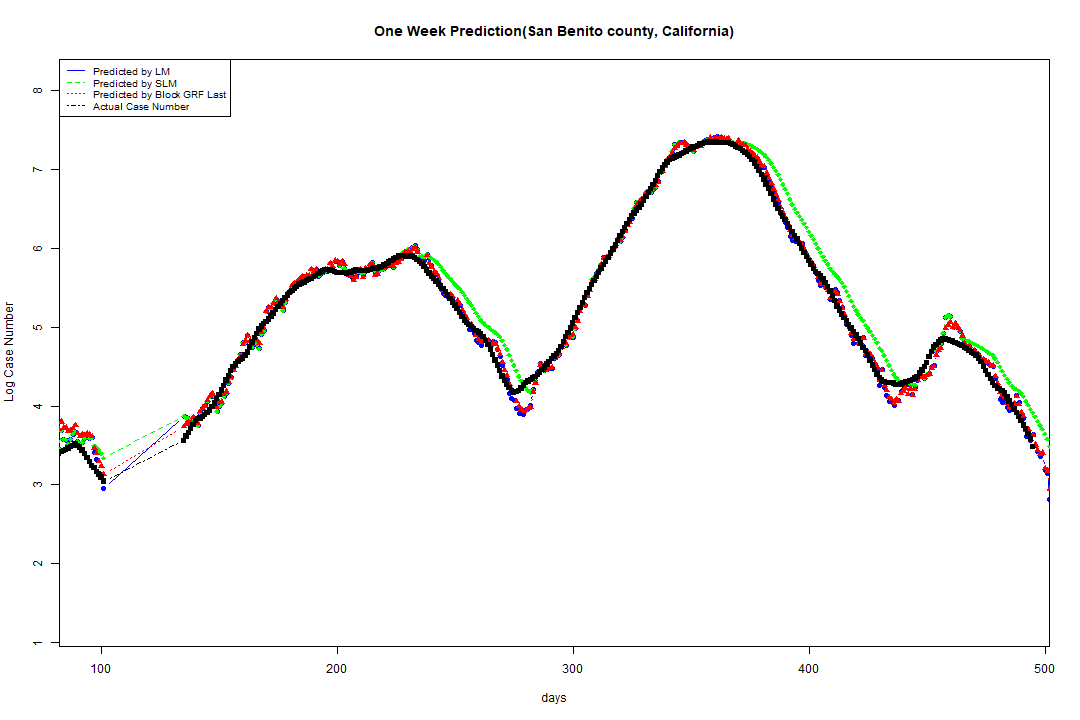 One Week Prediction(San Benito county, California)
Predicted by LM
Predicted by SLM
Predicted by Block GRF Last
Actual Case Number
8
7
6
5
4
3
2
1
Log Case Number
100 200 300 400 500
days